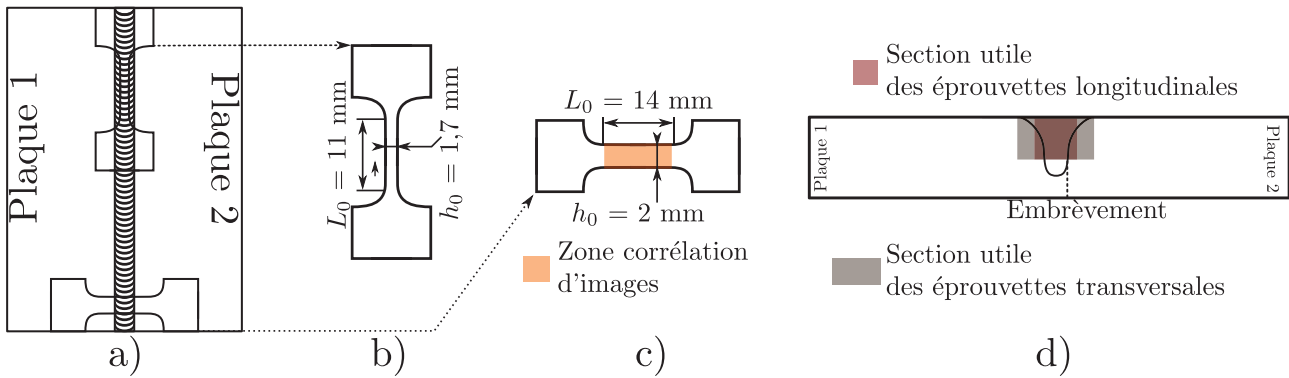 Plaque 1
Plaque 2
a)
L₀ = 11 mm
h₀ = 1,7 mm
b)
L₀ = 14 mm
h₀ = 2 mm
Zone corrélation
d'images
c)
Section utile
des éprouvettes longitudinales
Plaque 1
Plaque 2
Embrèvement
Section utile
des éprouvettes transversales
d)